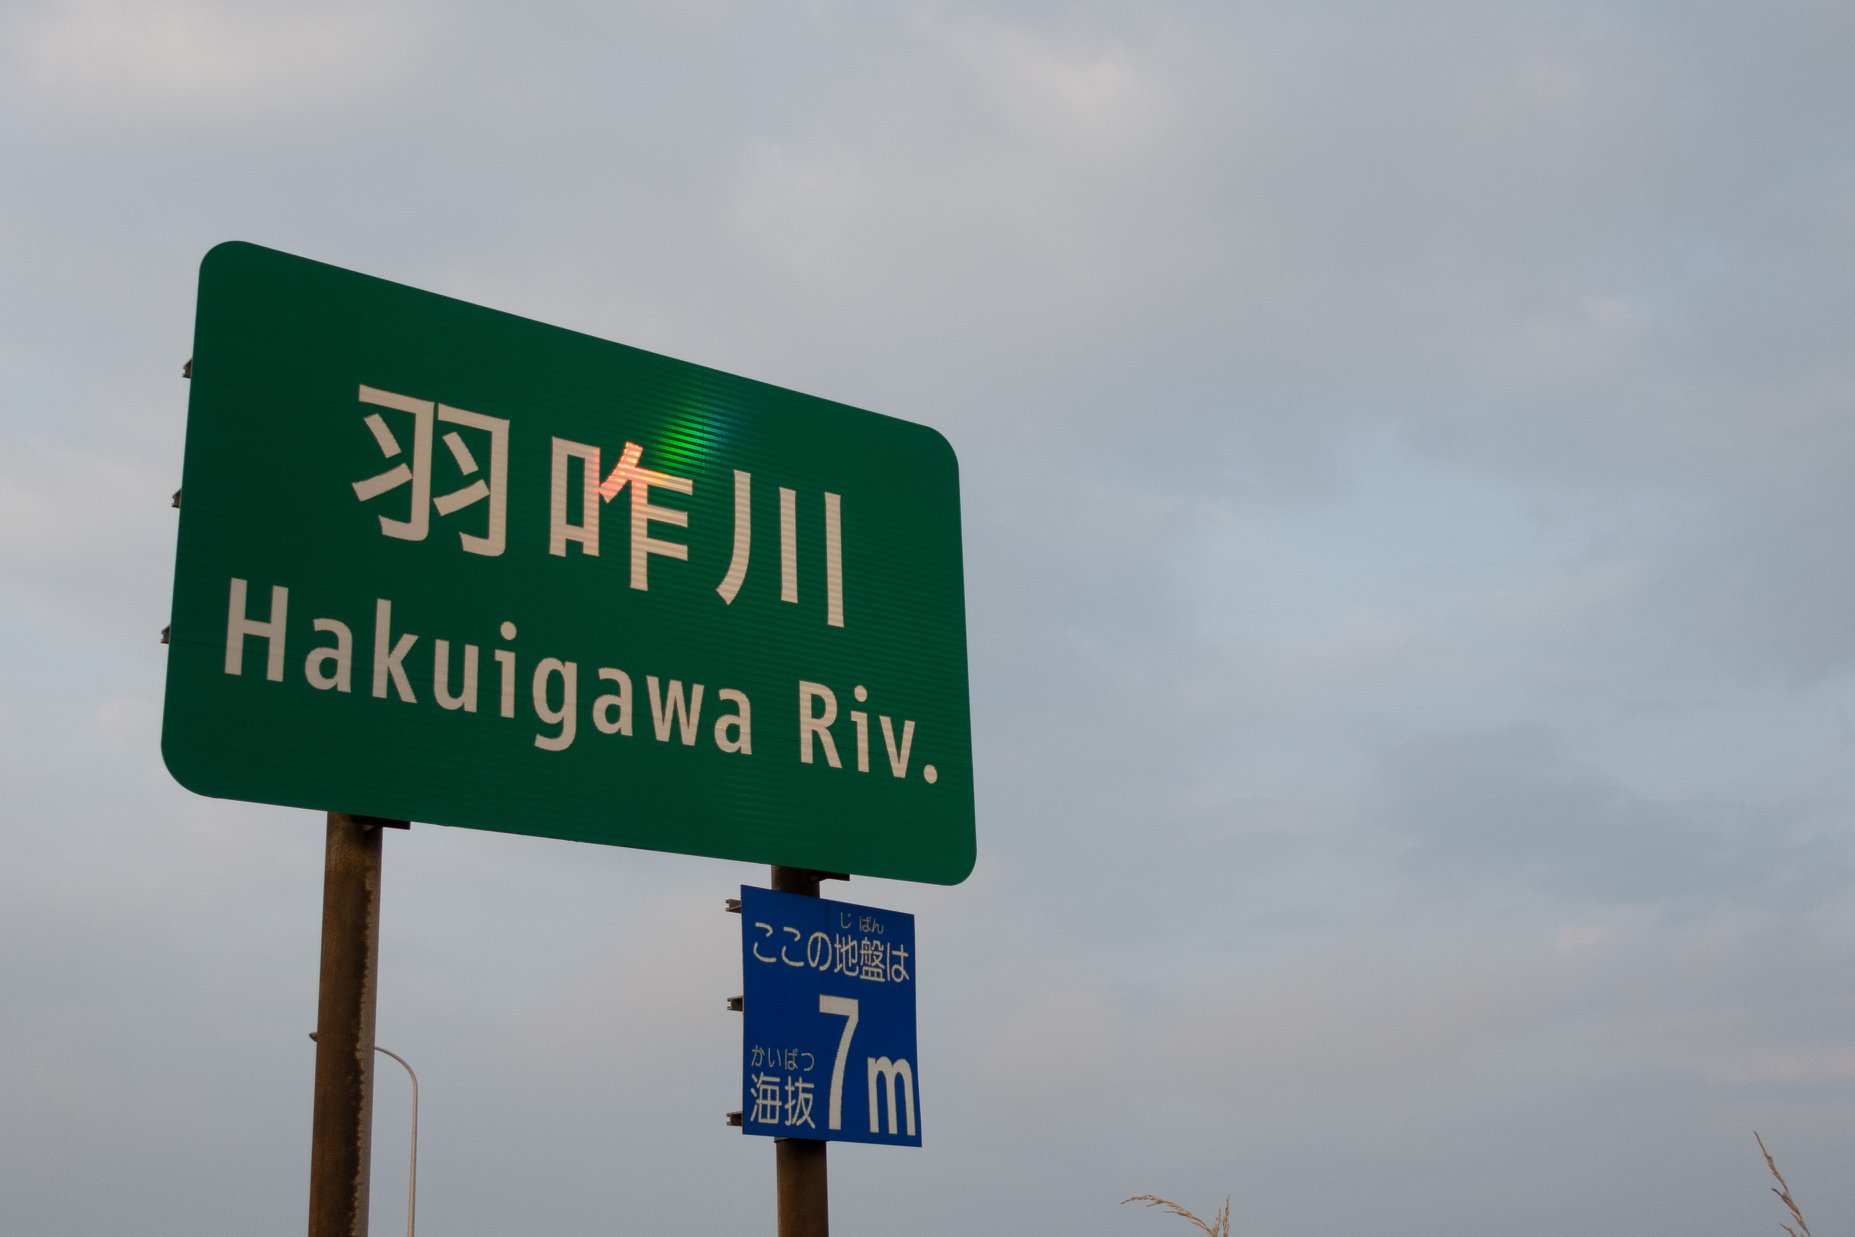 羽咋川
Hakuigawa Riv.
じ ばん
ここの地盤は
かいばつ
海抜 7m